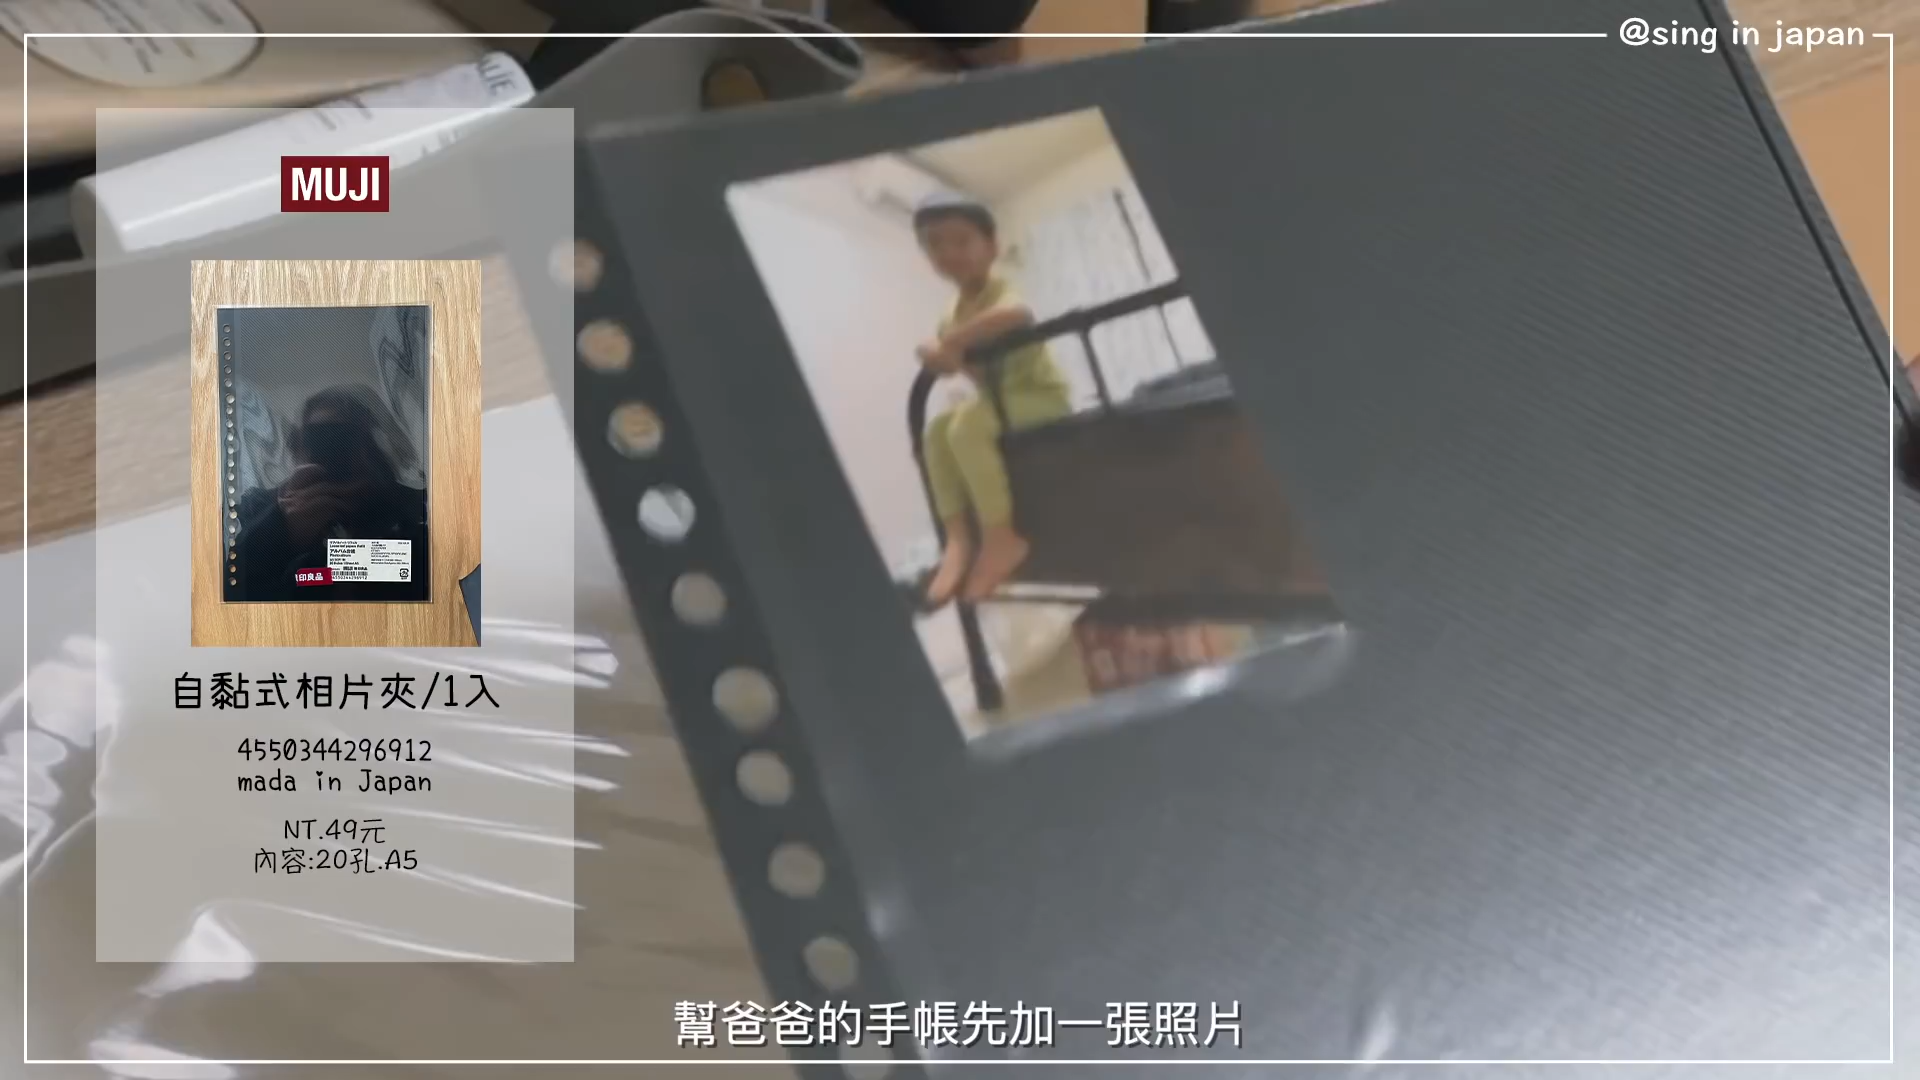 @sing in japan
MUJI
自黏式相片夾/1入
4550344296912
mada in Japan
NT.49元
內容:20孔.A5
幫爸爸的手帳先加一張照片